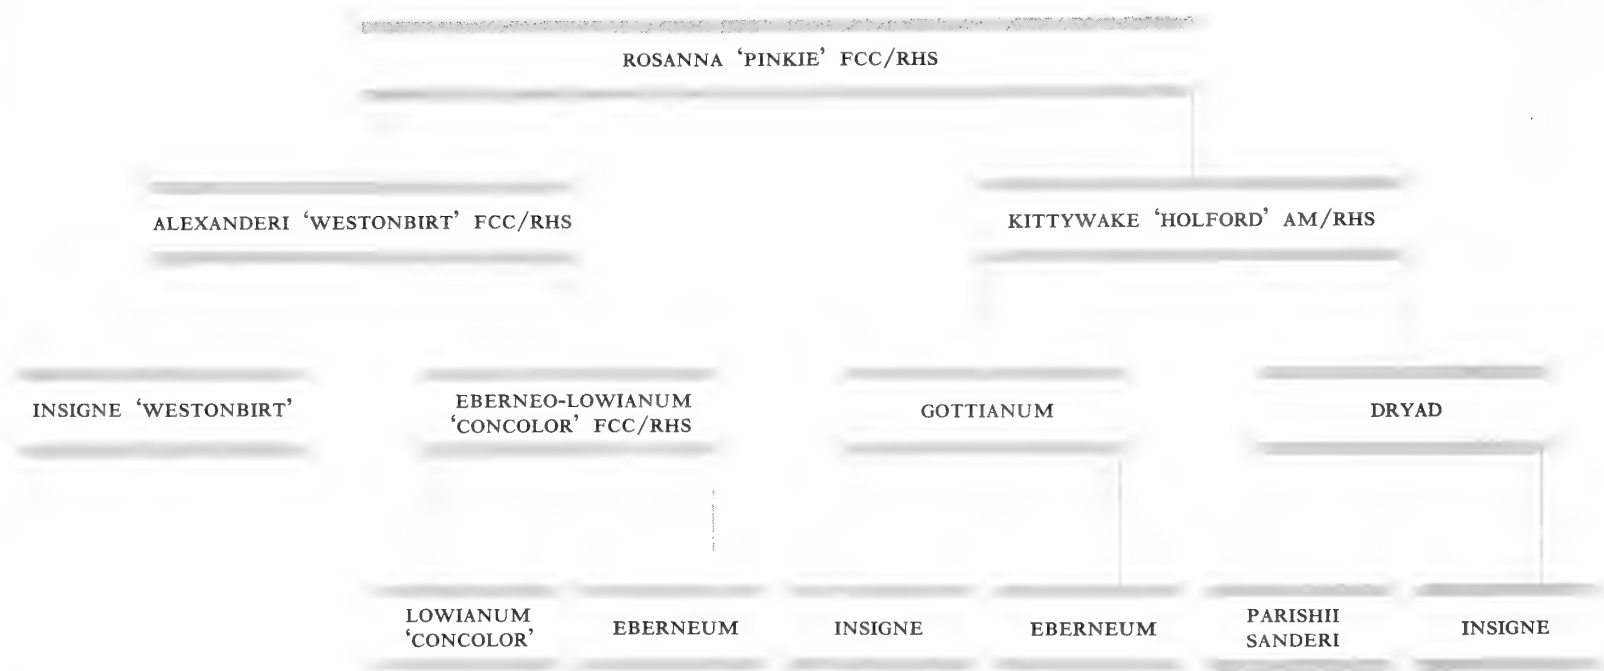 ROSANNA ‘PINKIE’ FCC/RHS
ALEXANDERI ‘WESTONBIRT’ FCC/RHS
KITTYWAKE ‘HOLFORD’ AM/RHS
INSIGNE ‘WESTONBIRT’
EBERNEO-LOWIANUM
‘CONCOLOR’ FCC/RHS
GOTTIANUM
DRYAD
LOWIANUM
‘CONCOLOR’
EBERNEUM
INSIGNE
EBERNEUM
PARISHII
SANDERI
INSIGNE